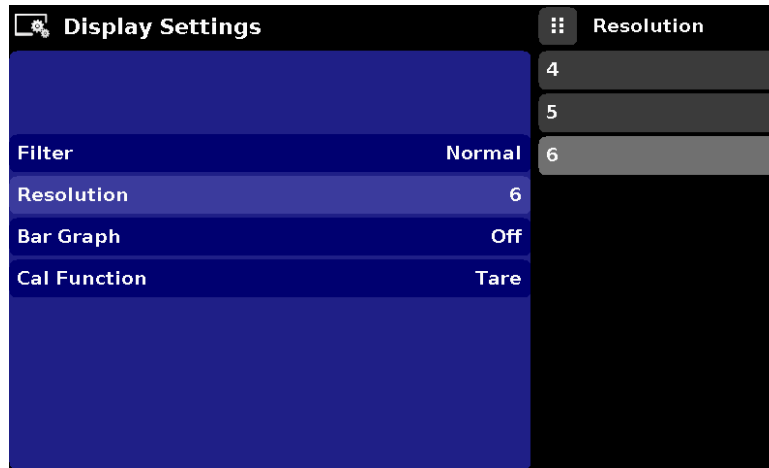 Display Settings
Filter Normal
Resolution 6
Bar Graph Off
Cal Function Tare
Resolution
4
5
6